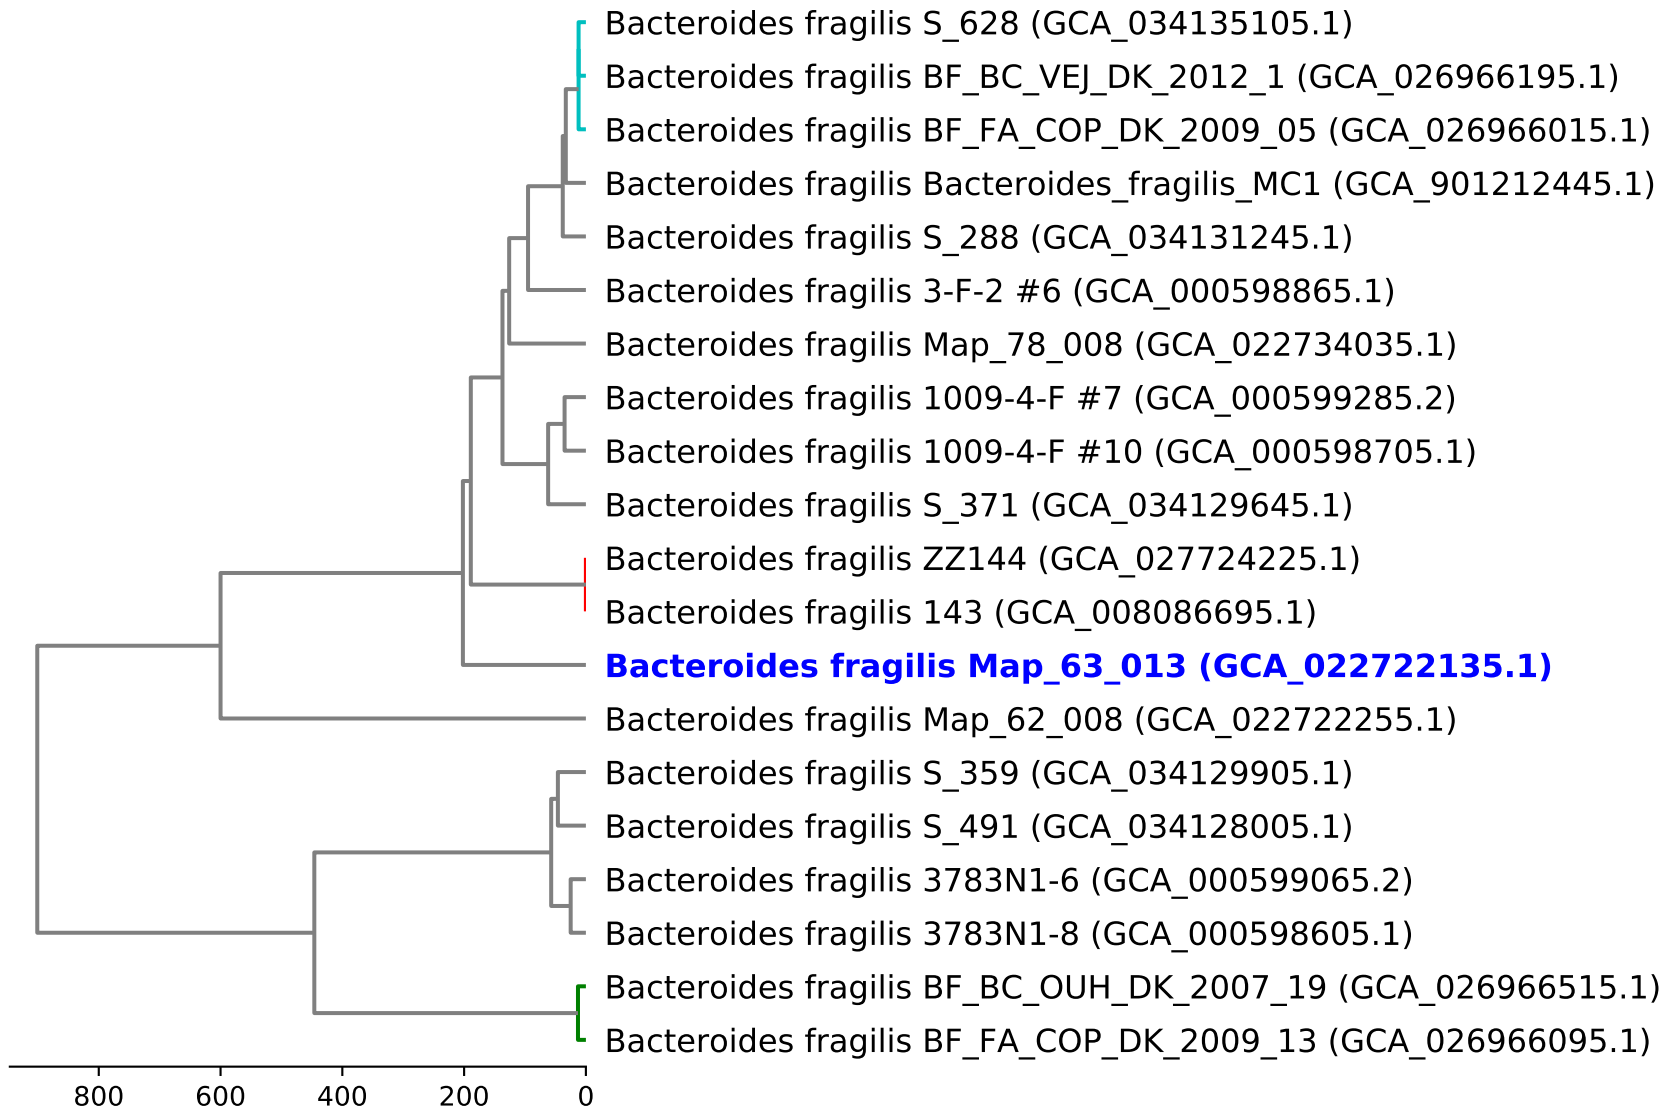 Bacteroides fragilis S_628 (GCA_034135105.1)
Bacteroides fragilis BF_BC_VEJ_DK_2012_1 (GCA_026966195.1)
Bacteroides fragilis BF_FA_COP_DK_2009_05 (GCA_026966015.1)
Bacteroides fragilis Bacteroides_fragilis_MC1 (GCA_901212445.1)
Bacteroides fragilis S_288 (GCA_034131245.1)
Bacteroides fragilis 3-F-2 #6 (GCA_000598865.1)
Bacteroides fragilis Map_78_008 (GCA_022734035.1)
Bacteroides fragilis 1009-4-F #7 (GCA_000599285.2)
Bacteroides fragilis 1009-4-F #10 (GCA_000598705.1)
Bacteroides fragilis S_371 (GCA_034129645.1)
Bacteroides fragilis ZZ144 (GCA_027724225.1)
Bacteroides fragilis 143 (GCA_008086695.1)
Bacteroides fragilis Map_63_013 (GCA_022722135.1)
Bacteroides fragilis Map_62_008 (GCA_022722255.1)
Bacteroides fragilis S_359 (GCA_034129905.1)
Bacteroides fragilis S_491 (GCA_034128005.1)
Bacteroides fragilis 3783N1-6 (GCA_000599065.2)
Bacteroides fragilis 3783N1-8 (GCA_000598605.1)
Bacteroides fragilis BF_BC_OUH_DK_2007_19 (GCA_026966515.1)
Bacteroides fragilis BF_FA_COP_DK_2009_13 (GCA_026966095.1)
800 600 400 200 0